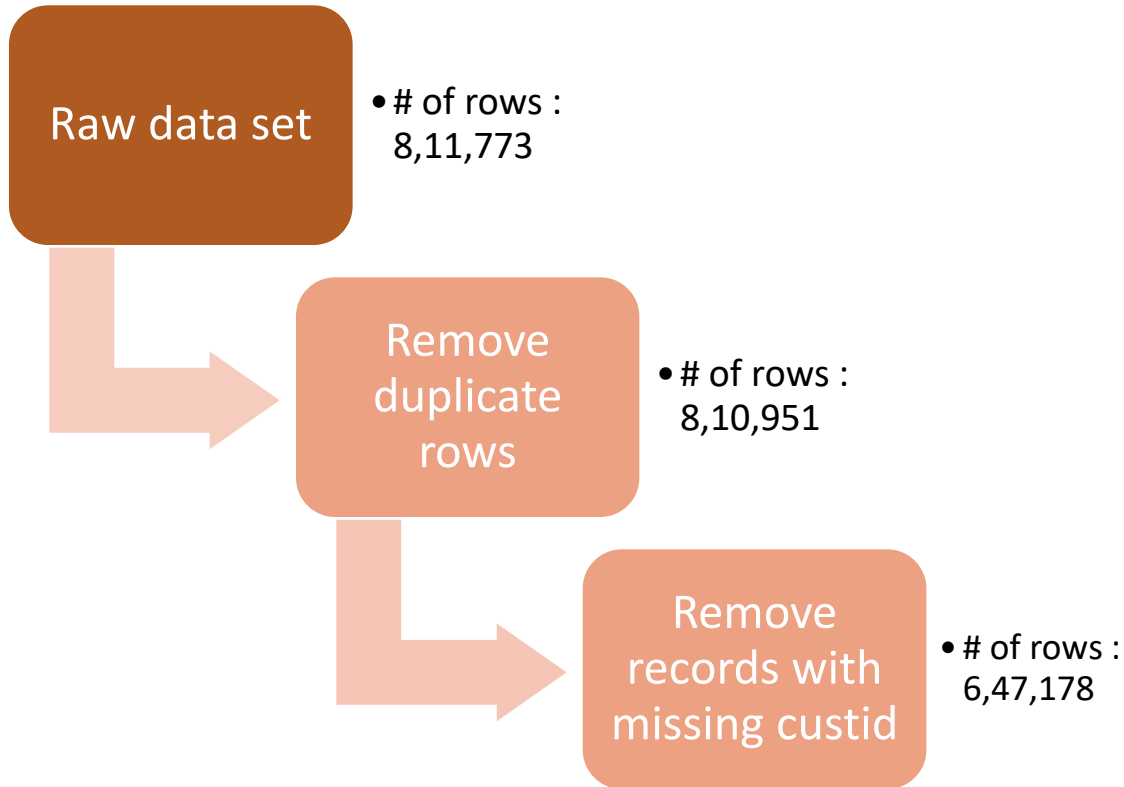 Raw data set
• # of rows :
8,11,773
Remove
duplicate
rows
• # of rows :
8,10,951
Remove
records with
missing custid
• # of rows :
6,47,178